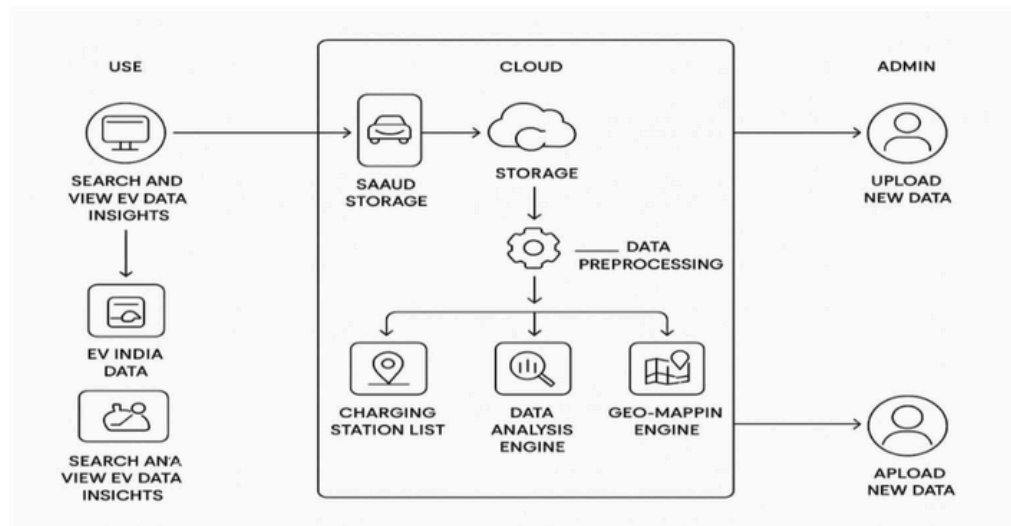 USE
CLOUD
ADMIN
SEARCH AND
VIEW EV DATA
INSIGHTS
SAAUD
STORAGE
STORAGE
UPLOAD
NEW DATA
DATA
PREPROCESSING
EV INDIA
DATA
CHARGING
STATION LIST
DATA
ANALYSIS
ENGINE
GEO-MAPPIN
ENGINE
SEARCH ANA
VIEW EV DATA
INSICHTS
APLOAD
NEW DATA